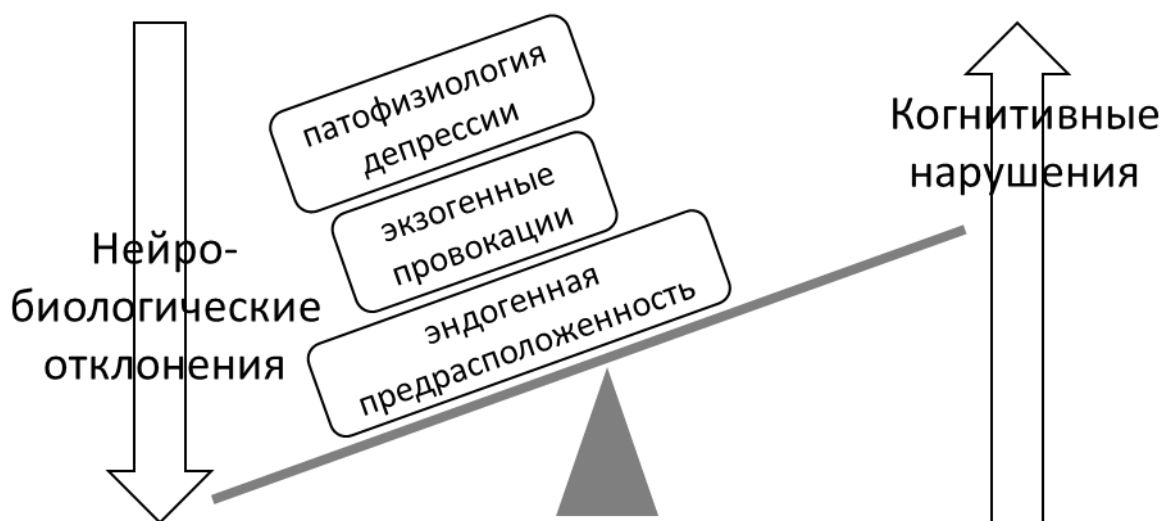 патофизиология
депрессии
экзогенные
провокации
эндогенная
предрасположенность
Нейро-
биологические
отклонения
Когнитивные
нарушения